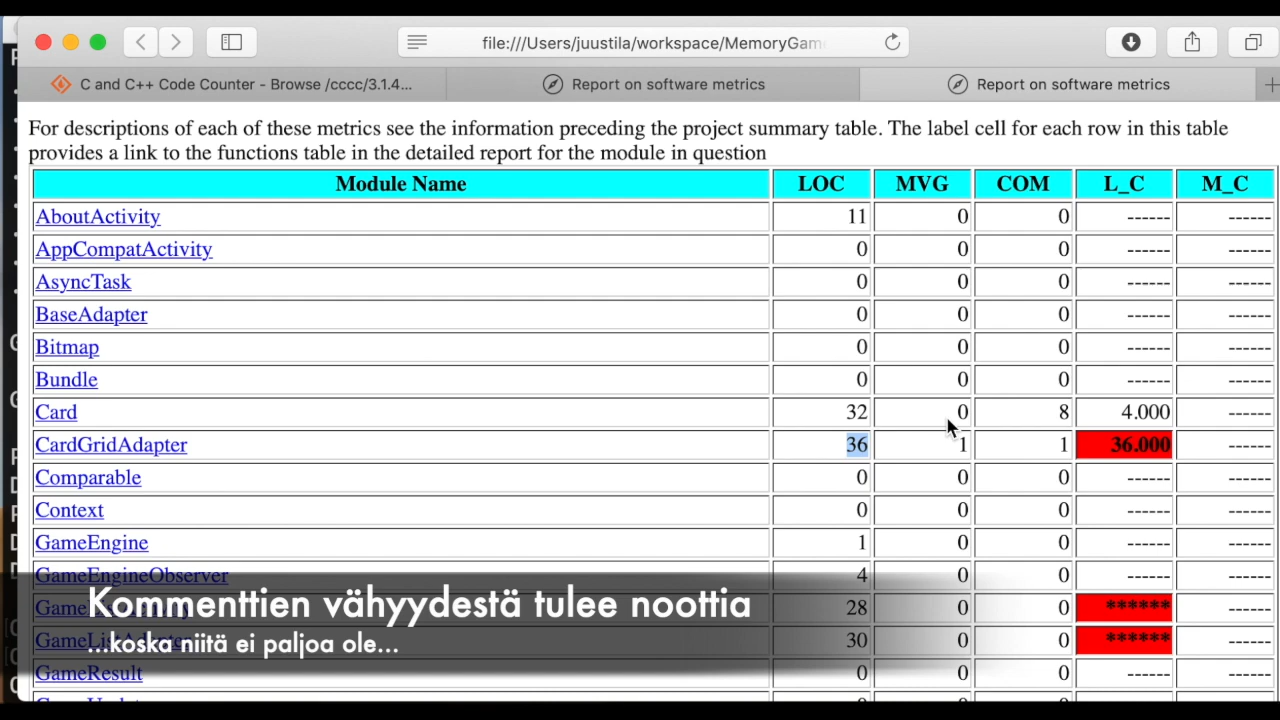 file:///Users/juustila/workspace/MemoryGam
C and C++ Code Counter - Browse /cccc/3.1.4...
Report on software metrics
Report on software metrics
For descriptions of each of these metrics see the information preceding the project summary table. The label cell for each row in this table
provides a link to the functions table in the detailed report for the module in question
Module Name LOC MVG COM L_C M_C
AboutActivity 11 0 0 ------ ------
AppCompatActivity 0 0 0 ------ ------
AsyncTask 0 0 0 ------ ------
BaseAdapter 0 0 0 ------ ------
Bitmap 0 0 0 ------ ------
Bundle 0 0 0 ------ ------
Card 32 0 8 4.000 ------
CardGridAdapter 36 1 1 36.000 ------
Comparable 0 0 0 ------ ------
Context 0 0 0 ------ ------
GameEngine 1 0 0 ------ ------
GameEngineObserver 4 0 0 ------ ------
28 0 0 ****** ------
Kommenttien vähyydestä tulee noottia
GameListAdapter 30 0 0 ****** ------
...koska niitä ei paljoa ole...
GameResult 0 0 0 ------ ------